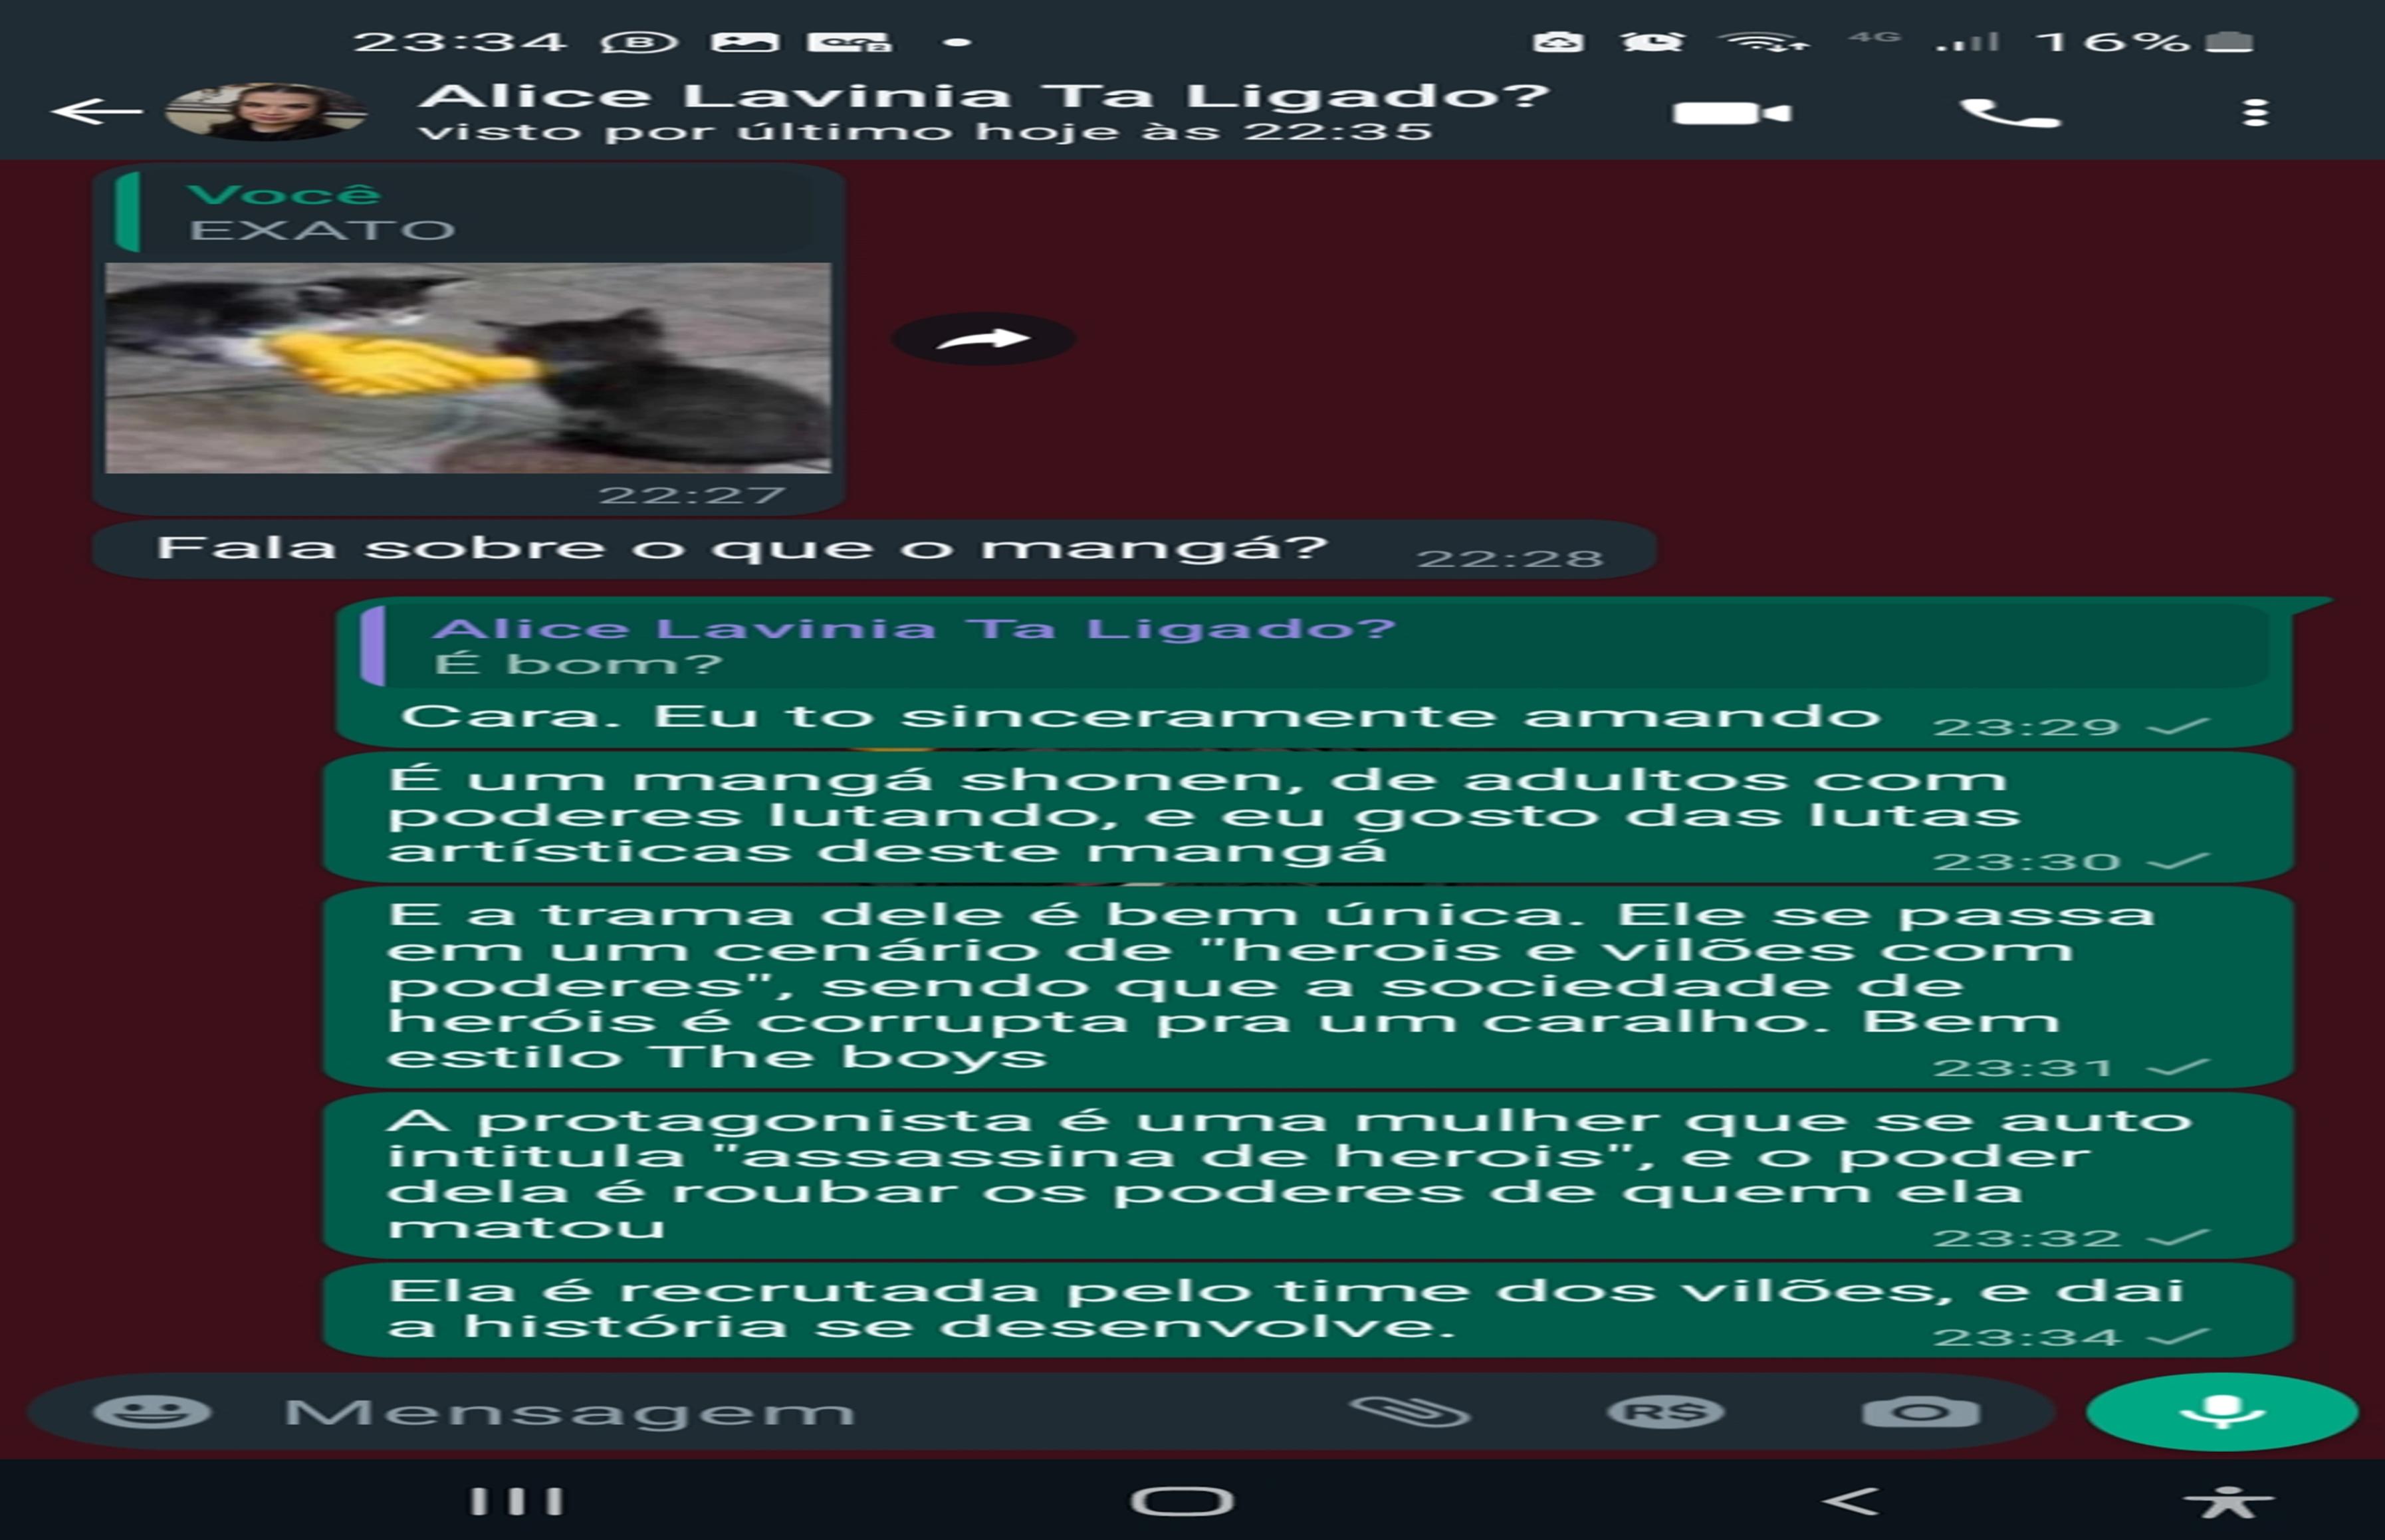 23:34
4G
16%
Alice Lavinia Ta Ligado?
visto por último hoje às 22:35
Você
EXATO
22:27
Fala sobre o que o mangá?
22:28
Alice Lavinia Ta Ligado?
É bom?
Cara. Eu to sinceramente amando
23:29
É um mangá shonen, de adultos com
poderes lutando, e eu gosto das lutas
artísticas deste mangá
23:30
E a trama dele é bem única. Ele se passa
em um cenário de "herois e vilões com
poderes", sendo que a sociedade de
heróis é corrupta pra um caralho. Bem
estilo The boys
23:31
A protagonista é uma mulher que se auto
intitula "assassina de herois", e o poder
dela é roubar os poderes de quem ela
matou
23:32
Ela é recrutada pelo time dos vilões, e dai
a história se desenvolve.
23:34
Mensagem
R$